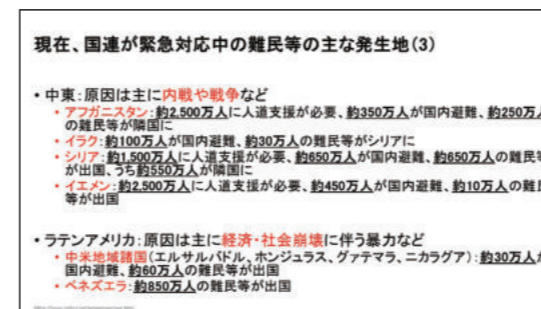 現在、国連が緊急対応中の難民等の主な発生地(3)
・中東：原因は主に内戦や戦争など
・アフガニスタン：約2,500万人に人道支援が必要、約350万人が国内避難、約250万人
の難民等が隣国に
・イラク：約100万人が国内避難、約30万人の難民等がシリアに
・シリア：約1,500万人に人道支援が必要、約650万人が国内避難、約650万人の難民等
が出国、うち約550万人が隣国に
・イエメン：約2,500万人に人道支援が必要、約450万人が国内避難、約10万人の難民
等が出国
・ラテンアメリカ：原因は主に経済・社会崩壊に伴う暴力など
・中米地域諸国(エルサルバドル、ホンジュラス、グァテマラ、ニカラグア)：約30万人が
国内避難、約60万人の難民等が出国
・ベネズエラ：約850万人の難民等が出国